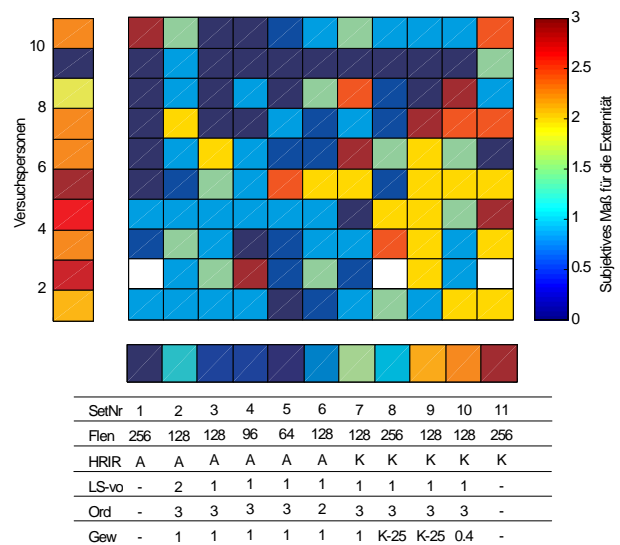 10
8
6
4
2
Versuchspersonen
3
2.5
2
1.5
1
0.5
0
Subjektives Maß für die Externität
SetNr 1 2 3 4 5 6 7 8 9 10 11
Flen 256 128 128 96 64 128 128 256 128 128 256
HRIR A A A A A A K K K K K
LS-vo - 2 1 1 1 1 1 1 1 1 -
Ord - 3 3 3 3 2 3 3 3 3 -
Gew - 1 1 1 1 1 1 K-25 K-25 0.4 -